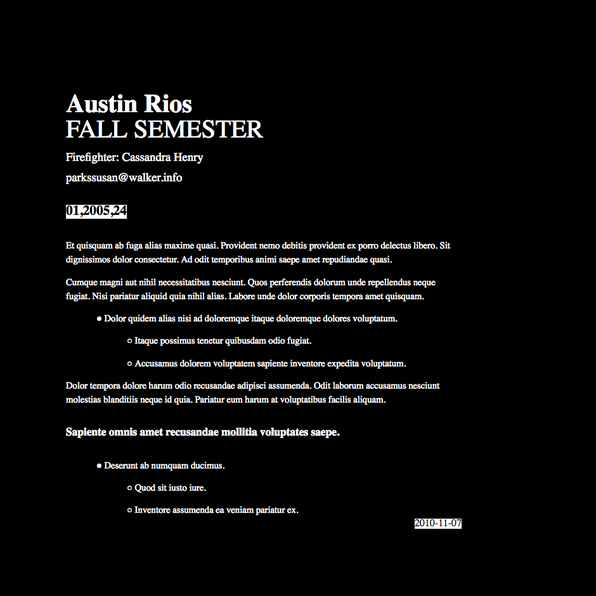 Austin Rios
FALL SEMESTER
Firefighter: Cassandra Henry
parkssusan@walker.info
01,2005,24
Et quisquam ab fuga alias maxime quasi. Provident nemo debitis provident ex porro delectus libero. Sit
dignissimos dolor consectetur. Ad odit temporibus animi saepe amet repudiandae quasi.
Cumque magni aut nihil necessitatibus nesciunt. Quos perferendis dolorum unde repellendus neque
fugiat. Nisi pariatur aliquid quia nihil alias. Labore unde dolor corporis tempora amet quisquam.
● Dolor quidem alias nisi ad doloremque itaque doloremque dolores voluptatum.
○ Itaque possimus tenetur quibusdam odio fugiat.
○ Accusamus dolorem voluptatem sapiente inventore expedita voluptatum.
Dolor tempora dolore harum odio recusandae adipisci assumenda. Odit laborum accusamus nesciunt
molestias blanditiis neque id quia. Pariatur eum harum at voluptatibus facilis aliquam.
Sapiente omnis amet recusandae mollitia voluptates saepe.
● Deserunt ab numquam ducimus.
○ Quod sit iusto iure.
○ Inventore assumenda ea veniam pariatur ex.
2010-11-07